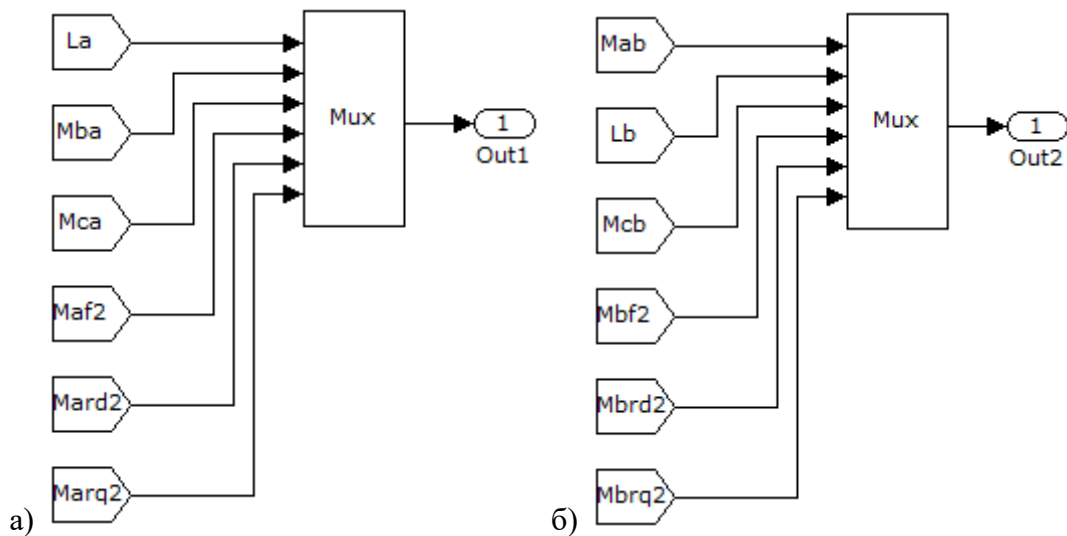 La
Mba
Mca
Maf2
Mard2
Marq2
Mux
1
Out1
а)
Mab
Lb
Mcb
Mbf2
Mbrd2
Mbrq2
Mux
1
Out2
б)